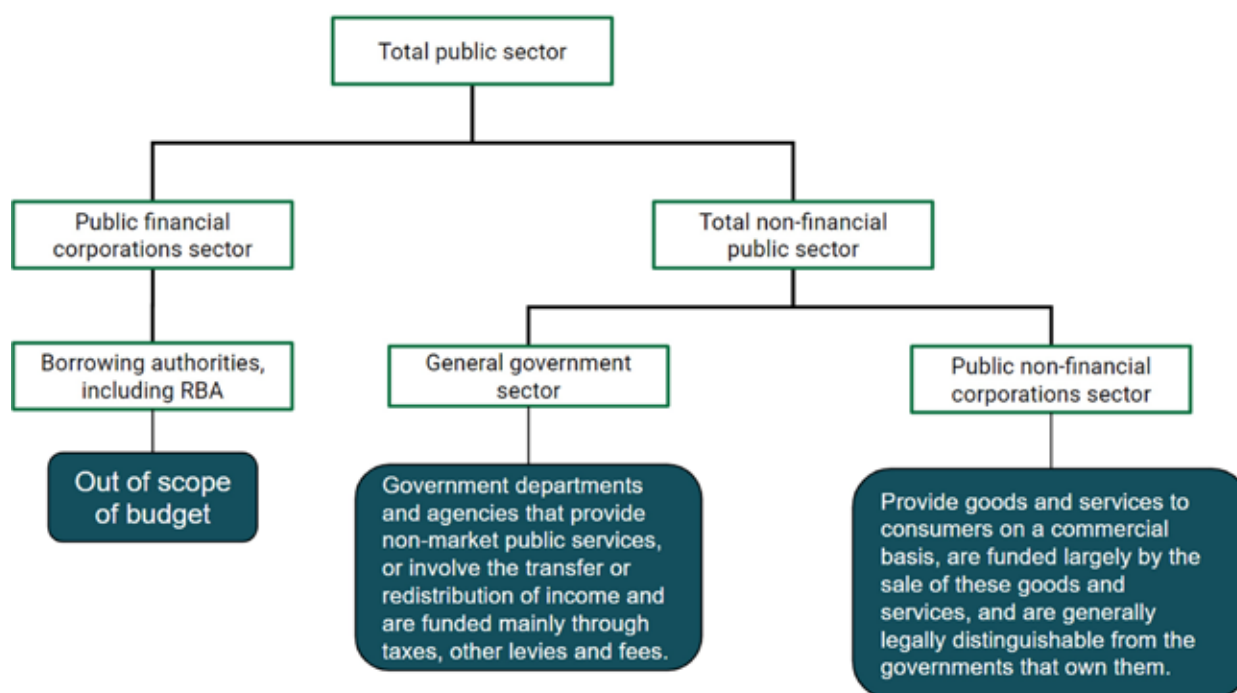 Total public sector
Public financial
corporations sector
Total non-financial
public sector
Borrowing authorities,
including RBA
General government
sector
Public non-financial
corporations sector
Out of scope
of budget
Government departments
and agencies that provide
non-market public services,
or involve the transfer or
redistribution of income and
are funded mainly through
taxes, other levies and fees.
Provide goods and services to
consumers on a commercial
basis, are funded largely by the
sale of these goods and
services, and are generally
legally distinguishable from the
governments that own them.